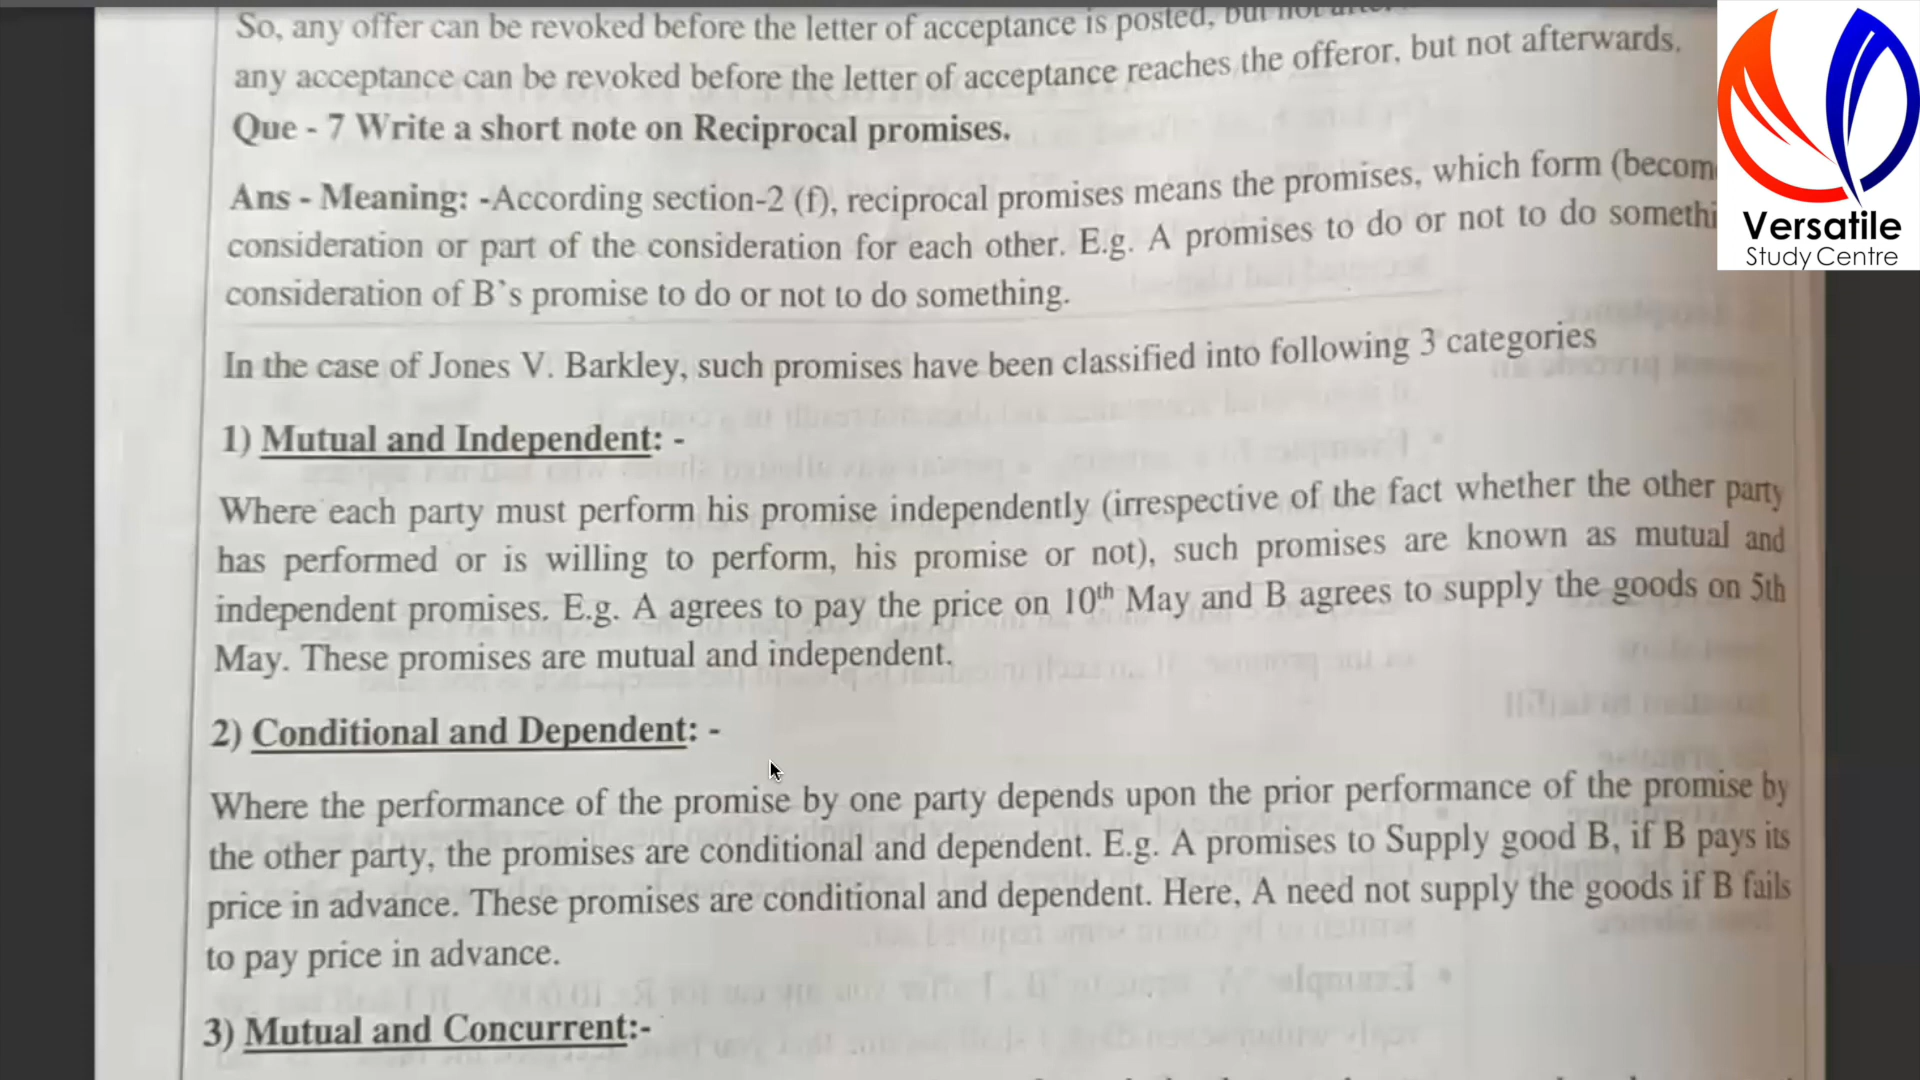 So, any offer can be revoked before the letter of acceptance is posted, but not
any acceptance can be revoked before the letter of acceptance reaches the offeror, but not afterwards.
Que - 7 Write a short note on Reciprocal promises.
Ans - Meaning: -According section-2 (f), reciprocal promises means the promises, which form (becom
consideration or part of the consideration for each other. E.g. A promises to do or not to do somethi
consideration of B's promise to do or not to do something.
In the case of Jones V. Barkley, such promises have been classified into following 3 categories
1) Mutual and Independent: -
Where each party must perform his promise independently (irrespective of the fact whether the other party
has performed or is willing to perform, his promise or not), such promises are known as mutual and
independent promises. E.g. A agrees to pay the price on 10th May and B agrees to supply the goods on 5th
May. These promises are mutual and independent.
2) Conditional and Dependent: -
Where the performance of the promise by one party depends upon the prior performance of the promise by
the other party, the promises are conditional and dependent. E.g. A promises to Supply good B, if B pays its
price in advance. These promises are conditional and dependent. Here, A need not supply the goods if B fails
to pay price in advance.
3) Mutual and Concurrent:-
Versatile
Study Centre